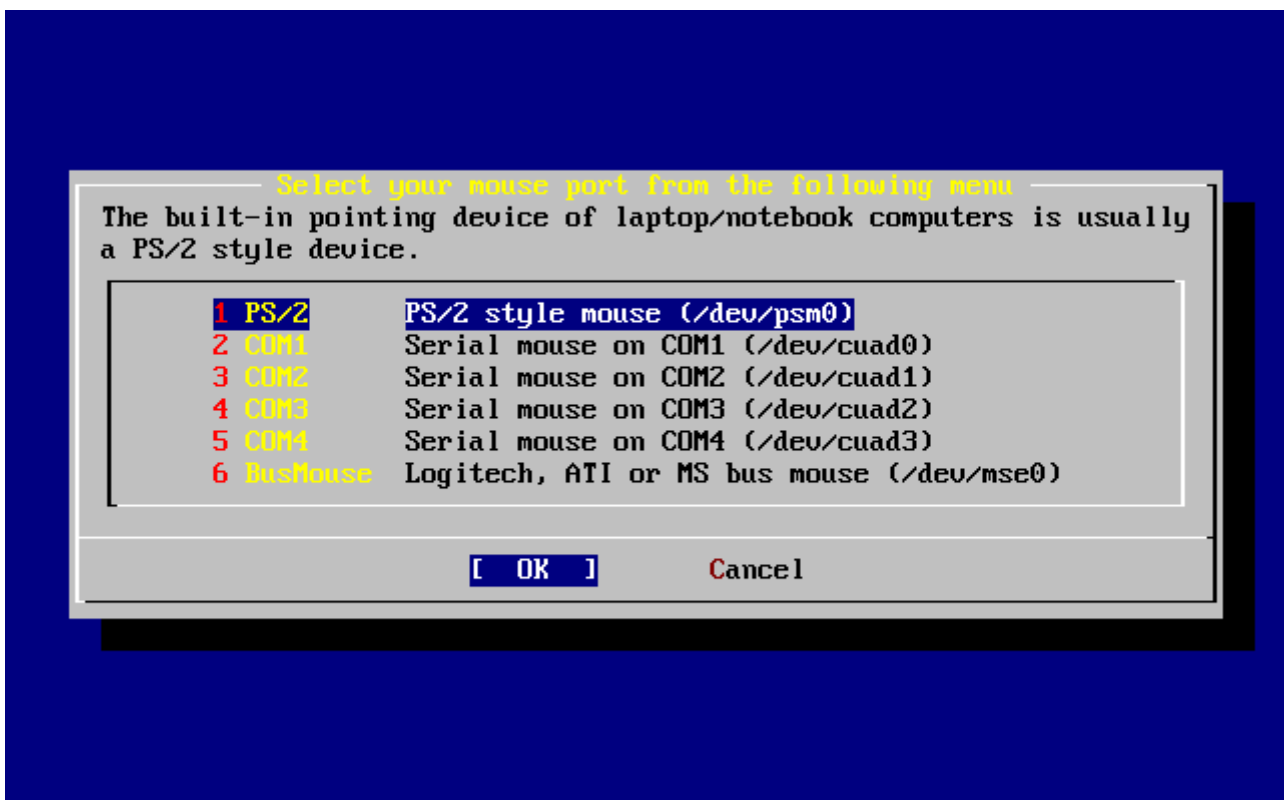 Select your mouse port from the following menu
The built-in pointing device of laptop/notebook computers is usually
a PS/2 style device.
1 PS/2 PS/2 style mouse (/dev/psm0)
2 COM1 Serial mouse on COM1 (/dev/cuad0)
3 COM2 Serial mouse on COM2 (/dev/cuad1)
4 COM3 Serial mouse on COM3 (/dev/cuad2)
5 COM4 Serial mouse on COM4 (/dev/cuad3)
6 BusMouse Logitech, ATI or MS bus mouse (/dev/mse0)
[ OK ] Cancel